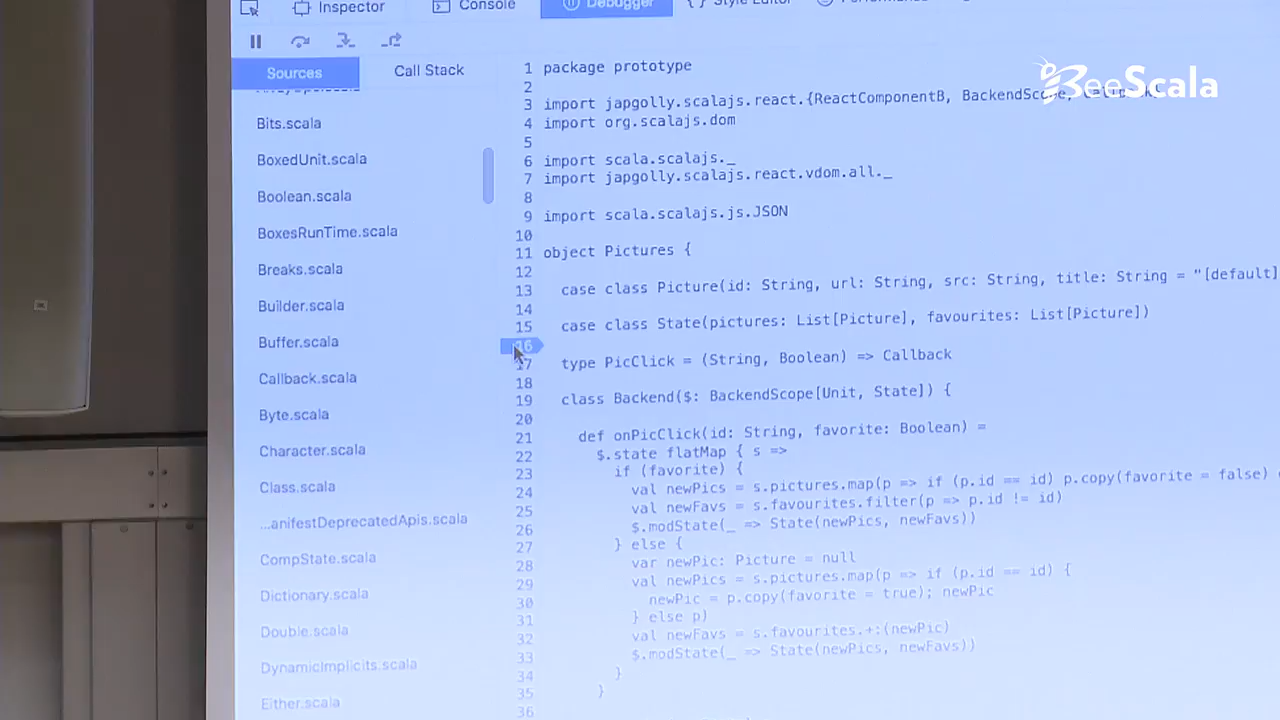 Inspector
Console
Debugger
{ } Style Editor
Sources
Call Stack
Bits.scala
BoxedUnit.scala
Boolean.scala
BoxesRunTime.scala
Breaks.scala
Builder.scala
Buffer.scala
Callback.scala
Byte.scala
Character.scala
Class.scala
...anifestDeprecatedApis.scala
CompState.scala
Dictionary.scala
Double.scala
DynamicImplicits.scala
Either.scala
1 package prototype
2
3 import japgolly.scalajs.react.{ReactComponentB, BackendScope,
4 import org.scalajs.dom
5
6 import scala.scalajs._
7 import japgolly.scalajs.react.vdom.all._
8
9 import scala.scalajs.js.JSON
10
11 object Pictures {
12
13 case class Picture(id: String, url: String, src: String, title: String = "[default]
14
15 case class State(pictures: List[Picture], favourites: List[Picture])
16
17 type PicClick = (String, Boolean) => Callback
18
19 class Backend($: BackendScope[Unit, State]) {
20
21 def onPicClick(id: String, favorite: Boolean) =
22 $.state flatMap { s =>
23 if (favorite) {
24 val newPics = s.pictures.map(p => if (p.id == id) p.copy(favorite = false)
25 val newFavs = s.favourites.filter(p => p.id != id)
26 $.modState(_ => State(newPics, newFavs))
27 } else {
28 var newPic: Picture = null
29 val newPics = s.pictures.map(p => if (p.id == id) {
30 newPic = p.copy(favorite = true); newPic
31 } else p)
32 val newFavs = s.favourites.+:(newPic)
33 $.modState(_ => State(newPics, newFavs))
34 }
35 }
36
BeeScala